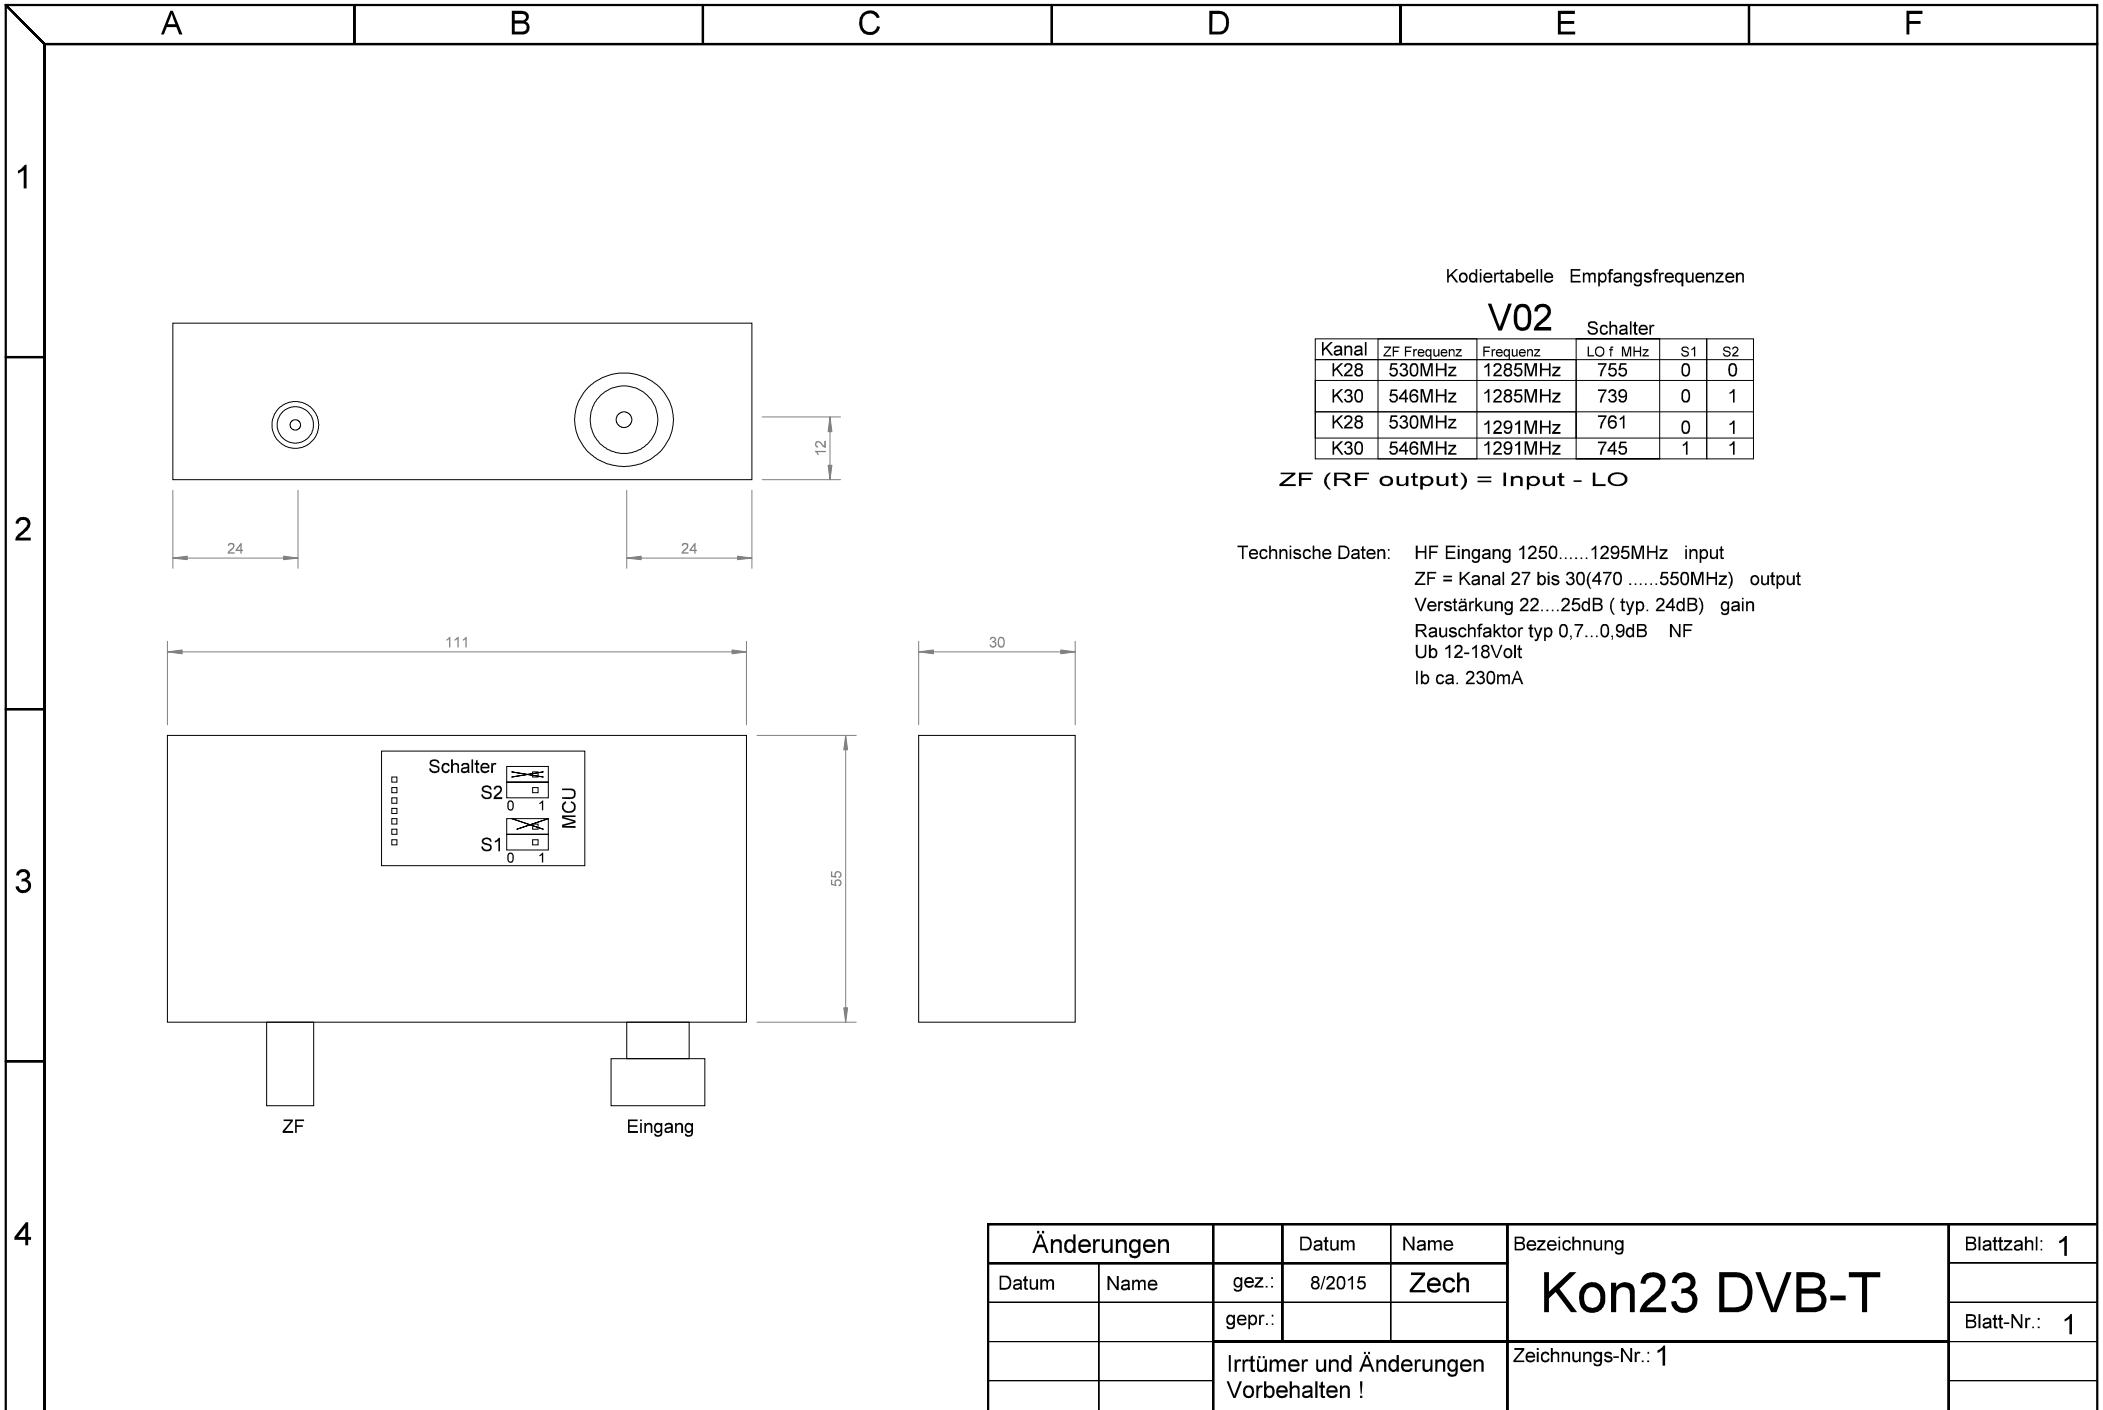 A B C D E F
1
2
3
4
Kodiertabelle Empfangsfrequenzen
V02 Schalter
Kanal ZF Frequenz Frequenz LO f MHz S1 S2
K28 530MHz 1285MHz 755 0 0
K30 546MHz 1285MHz 739 0 1
K28 530MHz 1291MHz 761 0 1
K30 546MHz 1291MHz 745 1 1
ZF (RF output) = Input - LO
12
24 24
Technische Daten: HF Eingang 1250......1295MHz input
ZF = Kanal 27 bis 30(470 ......550MHz) output
Verstärkung 22....25dB ( typ. 24dB) gain
Rauschfaktor typ 0,7...0,9dB NF
Ub 12-18Volt
Ib ca. 230mA
111 30
Schalter
S2
0 1
MCU
S1
0 1
55
ZF Eingang
Änderungen Datum Name Bezeichnung Blattzahl: 1
Datum Name gez.: 8/2015 Zech Kon23 DVB-T
gepr.: Blatt-Nr.: 1
Irrtümer und Änderungen Zeichnungs-Nr.: 1
Vorbehalten !